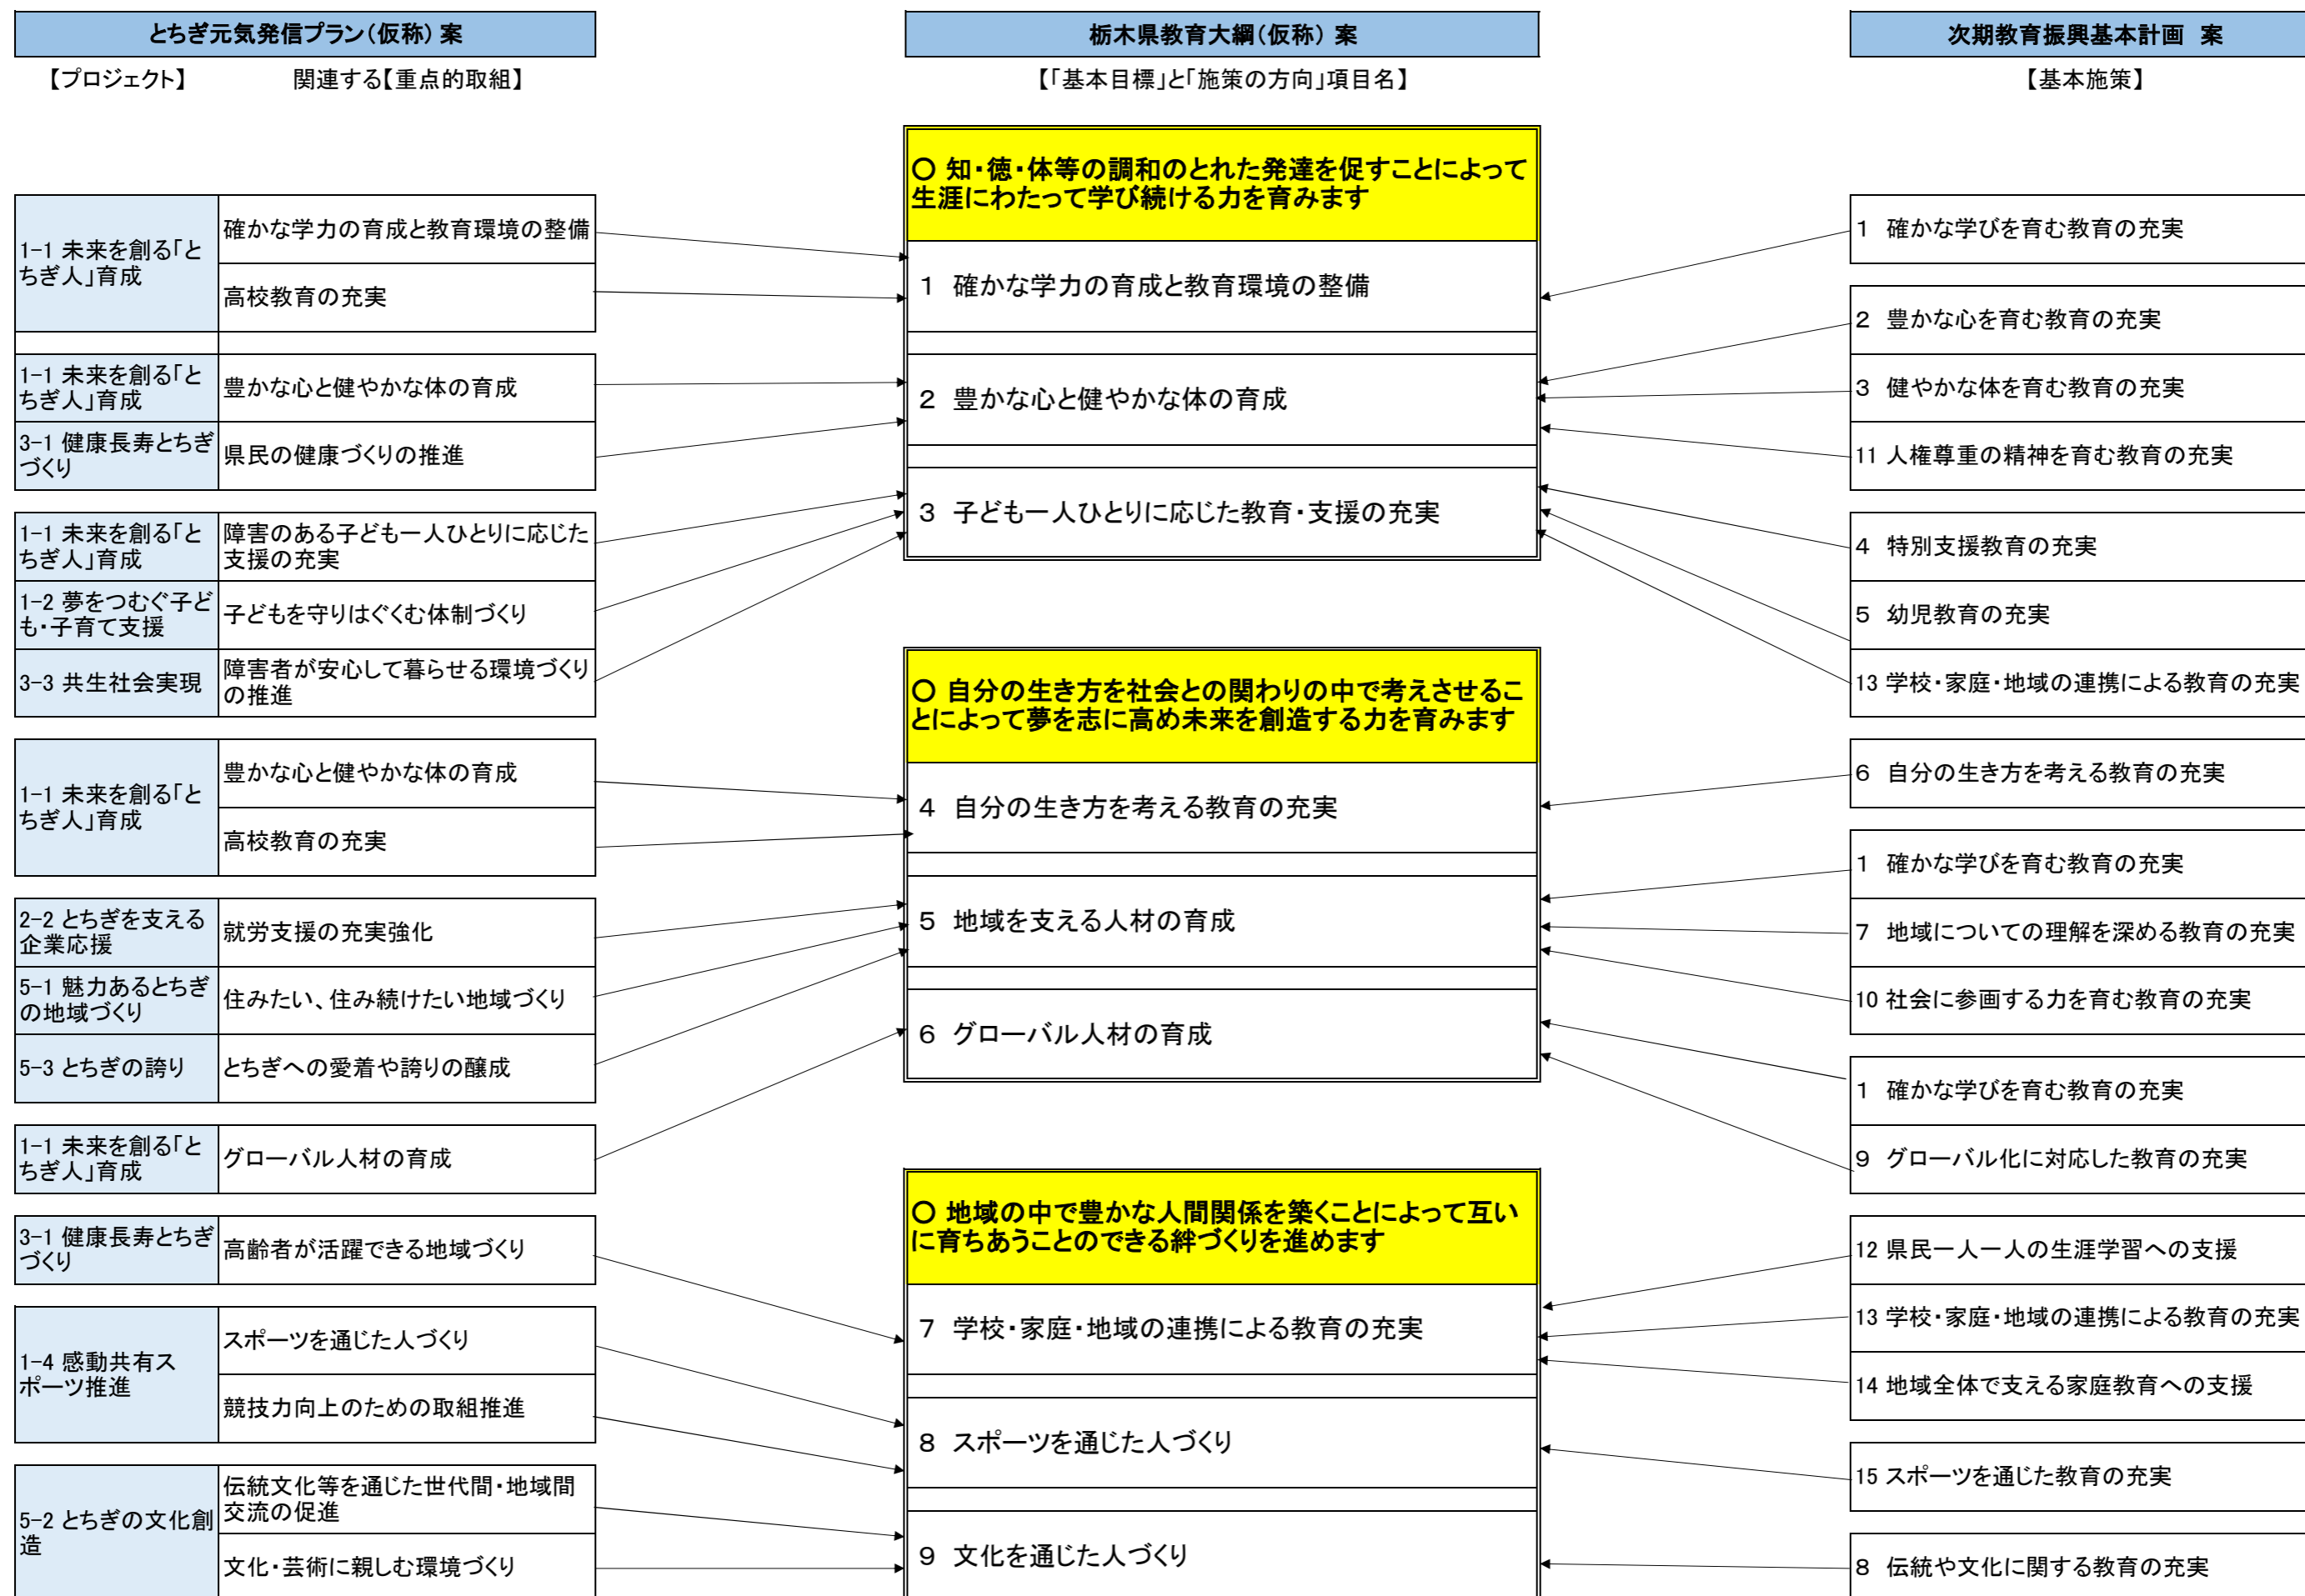 とちぎ元気発信プラン（仮称）案
【プロジェクト】 関連する【重点的取組】
1-1 未来を創る「と
ちぎ人」育成
確かな学力の育成と教育環境の整備
高校教育の充実
1-1 未来を創る「と
ちぎ人」育成
豊かな心と健やかな体の育成
3-1 健康長寿とちぎ
づくり
県民の健康づくりの推進
1-1 未来を創る「と
ちぎ人」育成
障害のある子ども一人ひとりに応じた
支援の充実
1-2 夢をつむぐ子ど
も・子育て支援
子どもを守りはぐくむ体制づくり
3-3 共生社会実現
障害者が安心して暮らせる環境づくり
の推進
1-1 未来を創る「と
ちぎ人」育成
豊かな心と健やかな体の育成
高校教育の充実
2-2 とちぎを支える
企業応援
就労支援の充実強化
5-1 魅力あるとちぎ
の地域づくり
住みたい、住み続けたい地域づくり
5-3 とちぎの誇り
とちぎへの愛着や誇りの醸成
1-1 未来を創る「と
ちぎ人」育成
グローバル人材の育成
3-1 健康長寿とちぎ
づくり
高齢者が活躍できる地域づくり
1-4 感動共有ス
ポーツ推進
スポーツを通じた人づくり
競技力向上のための取組推進
5-2 とちぎの文化創
造
伝統文化等を通じた世代間・地域間
交流の促進
文化・芸術に親しむ環境づくり
栃木県教育大綱（仮称）案
【「基本目標」と「施策の方向」項目名】
○ 知・徳・体等の調和のとれた発達を促すことによって
生涯にわたって学び続ける力を育みます
1 確かな学力の育成と教育環境の整備
2 豊かな心と健やかな体の育成
3 子ども一人ひとりに応じた教育・支援の充実
○ 自分の生き方を社会との関わりの中で考えさせるこ
とによって夢を志に高め未来を創造する力を育みます
4 自分の生き方を考える教育の充実
5 地域を支える人材の育成
6 グローバル人材の育成
○ 地域の中で豊かな人間関係を築くことによって互い
に育ちあうことのできる絆づくりを進めます
7 学校・家庭・地域の連携による教育の充実
8 スポーツを通じた人づくり
9 文化を通じた人づくり
次期教育振興基本計画 案
【基本施策】
1 確かな学びを育む教育の充実
2 豊かな心を育む教育の充実
3 健やかな体を育む教育の充実
11 人権尊重の精神を育む教育の充実
4 特別支援教育の充実
5 幼児教育の充実
13 学校・家庭・地域の連携による教育の充実
6 自分の生き方を考える教育の充実
1 確かな学びを育む教育の充実
7 地域についての理解を深める教育の充実
10 社会に参画する力を育む教育の充実
1 確かな学びを育む教育の充実
9 グローバル化に対応した教育の充実
12 県民一人一人の生涯学習への支援
13 学校・家庭・地域の連携による教育の充実
14 地域全体で支える家庭教育への支援
15 スポーツを通じた教育の充実
8 伝統や文化に関する教育の充実